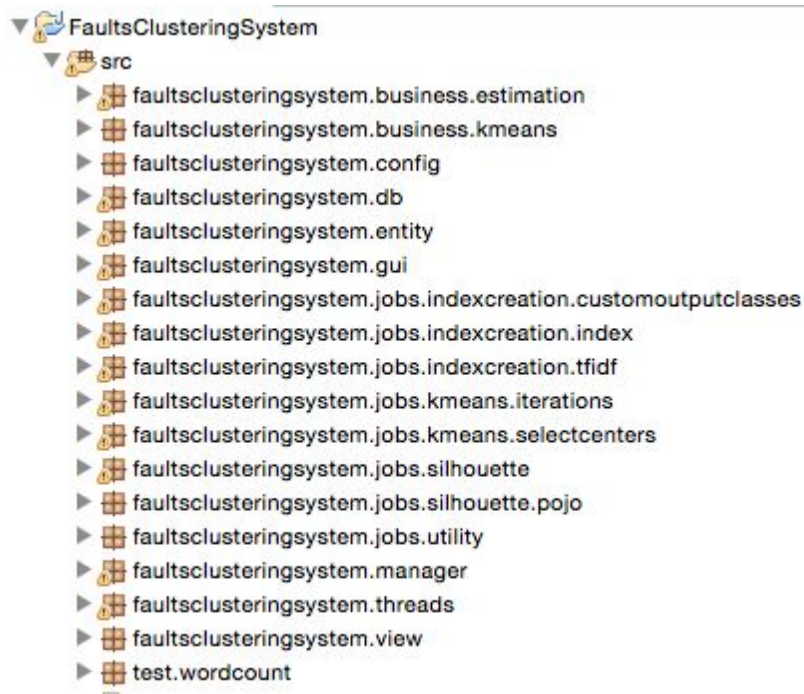 FaultsClusteringSystem
src
faultsclusteringsystem.business.estimation
faultsclusteringsystem.business.kmeans
faultsclusteringsystem.config
faultsclusteringsystem.db
faultsclusteringsystem.entity
faultsclusteringsystem.gui
faultsclusteringsystem.jobs.indexcreation.customoutputclasses
faultsclusteringsystem.jobs.indexcreation.index
faultsclusteringsystem.jobs.indexcreation.tfidf
faultsclusteringsystem.jobs.kmeans.iterations
faultsclusteringsystem.jobs.kmeans.selectcenters
faultsclusteringsystem.jobs.silhouette
faultsclusteringsystem.jobs.silhouette.pojo
faultsclusteringsystem.jobs.utility
faultsclusteringsystem.manager
faultsclusteringsystem.threads
faultsclusteringsystem.view
test.wordcount